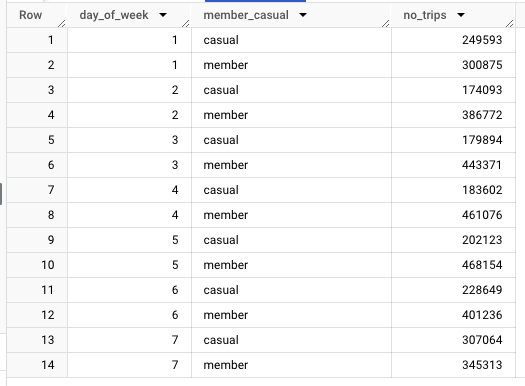 Row day_of_week member_casual no_trips
1 1 casual 249593
2 1 member 300875
3 2 casual 174093
4 2 member 386772
5 3 casual 179894
6 3 member 443371
7 4 casual 183602
8 4 member 461076
9 5 casual 202123
10 5 member 468154
11 6 casual 228649
12 6 member 401236
13 7 casual 307064
14 7 member 345313